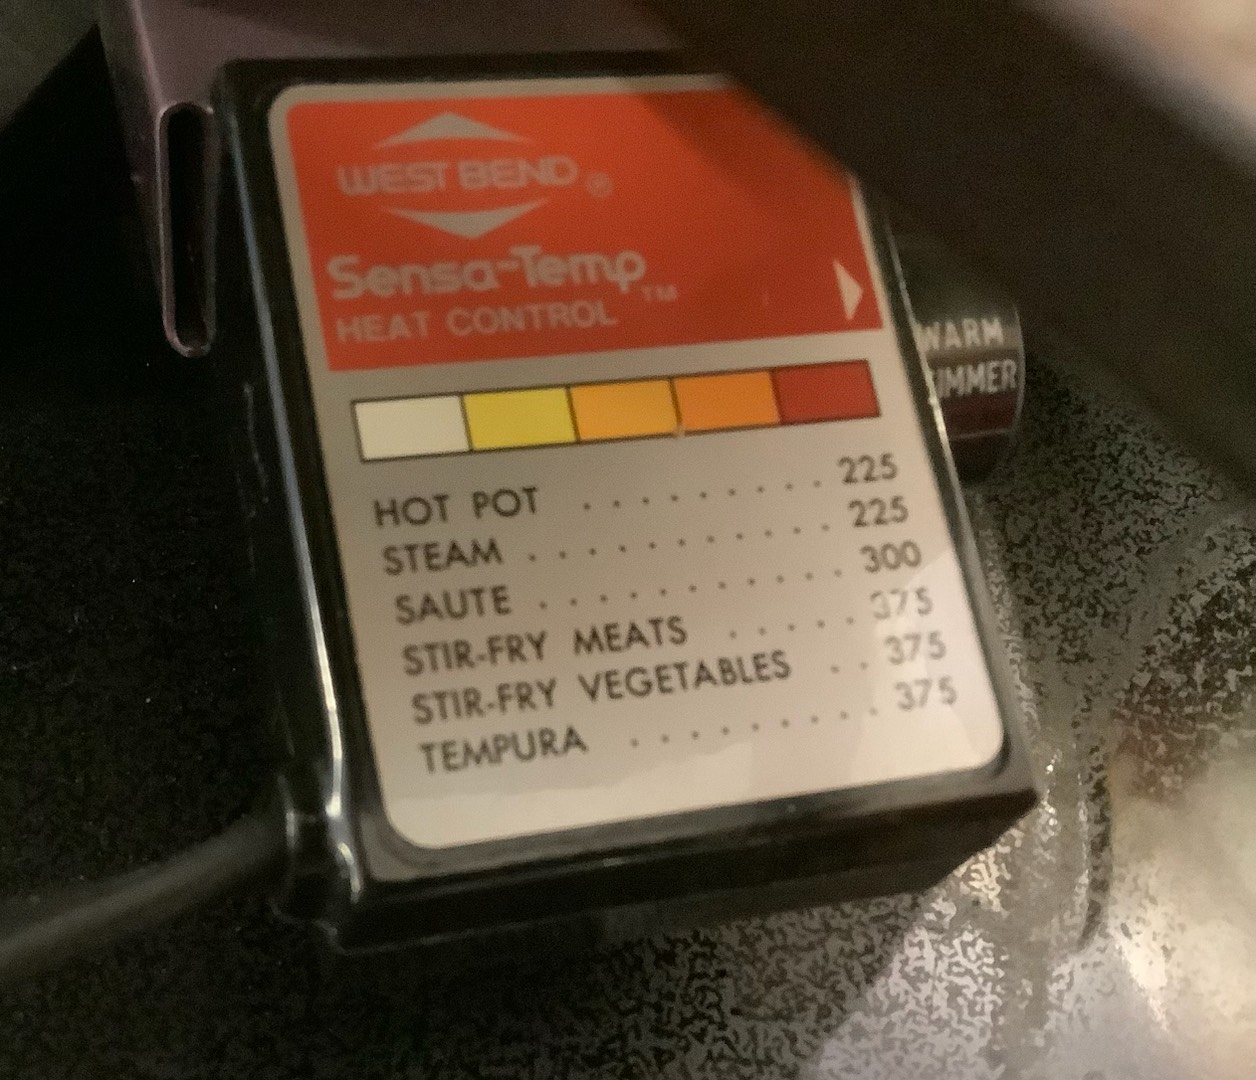 WEST BEND ®
Sensa-Temp™
HEAT CONTROL
WARM
HOT POT . . . . . . . . . 225
STEAM . . . . . . . . . . . 225
SAUTE . . . . . . . . . . . 300
STIR-FRY MEATS . . . . . 375
STIR-FRY VEGETABLES . . 375
TEMPURA . . . . . . . . . 375